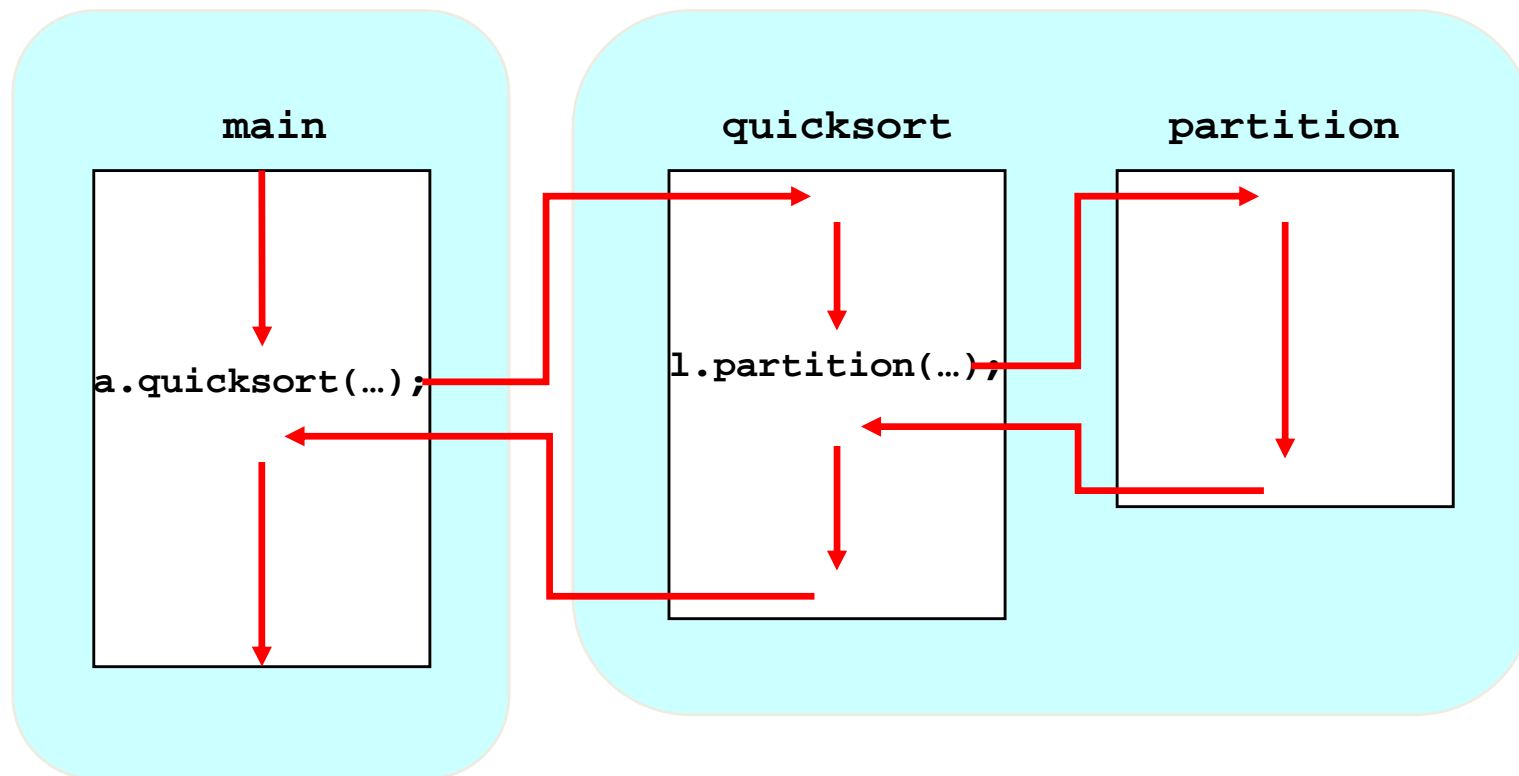 main
quicksort
partition
a.quicksort(…);
l.partition(…);